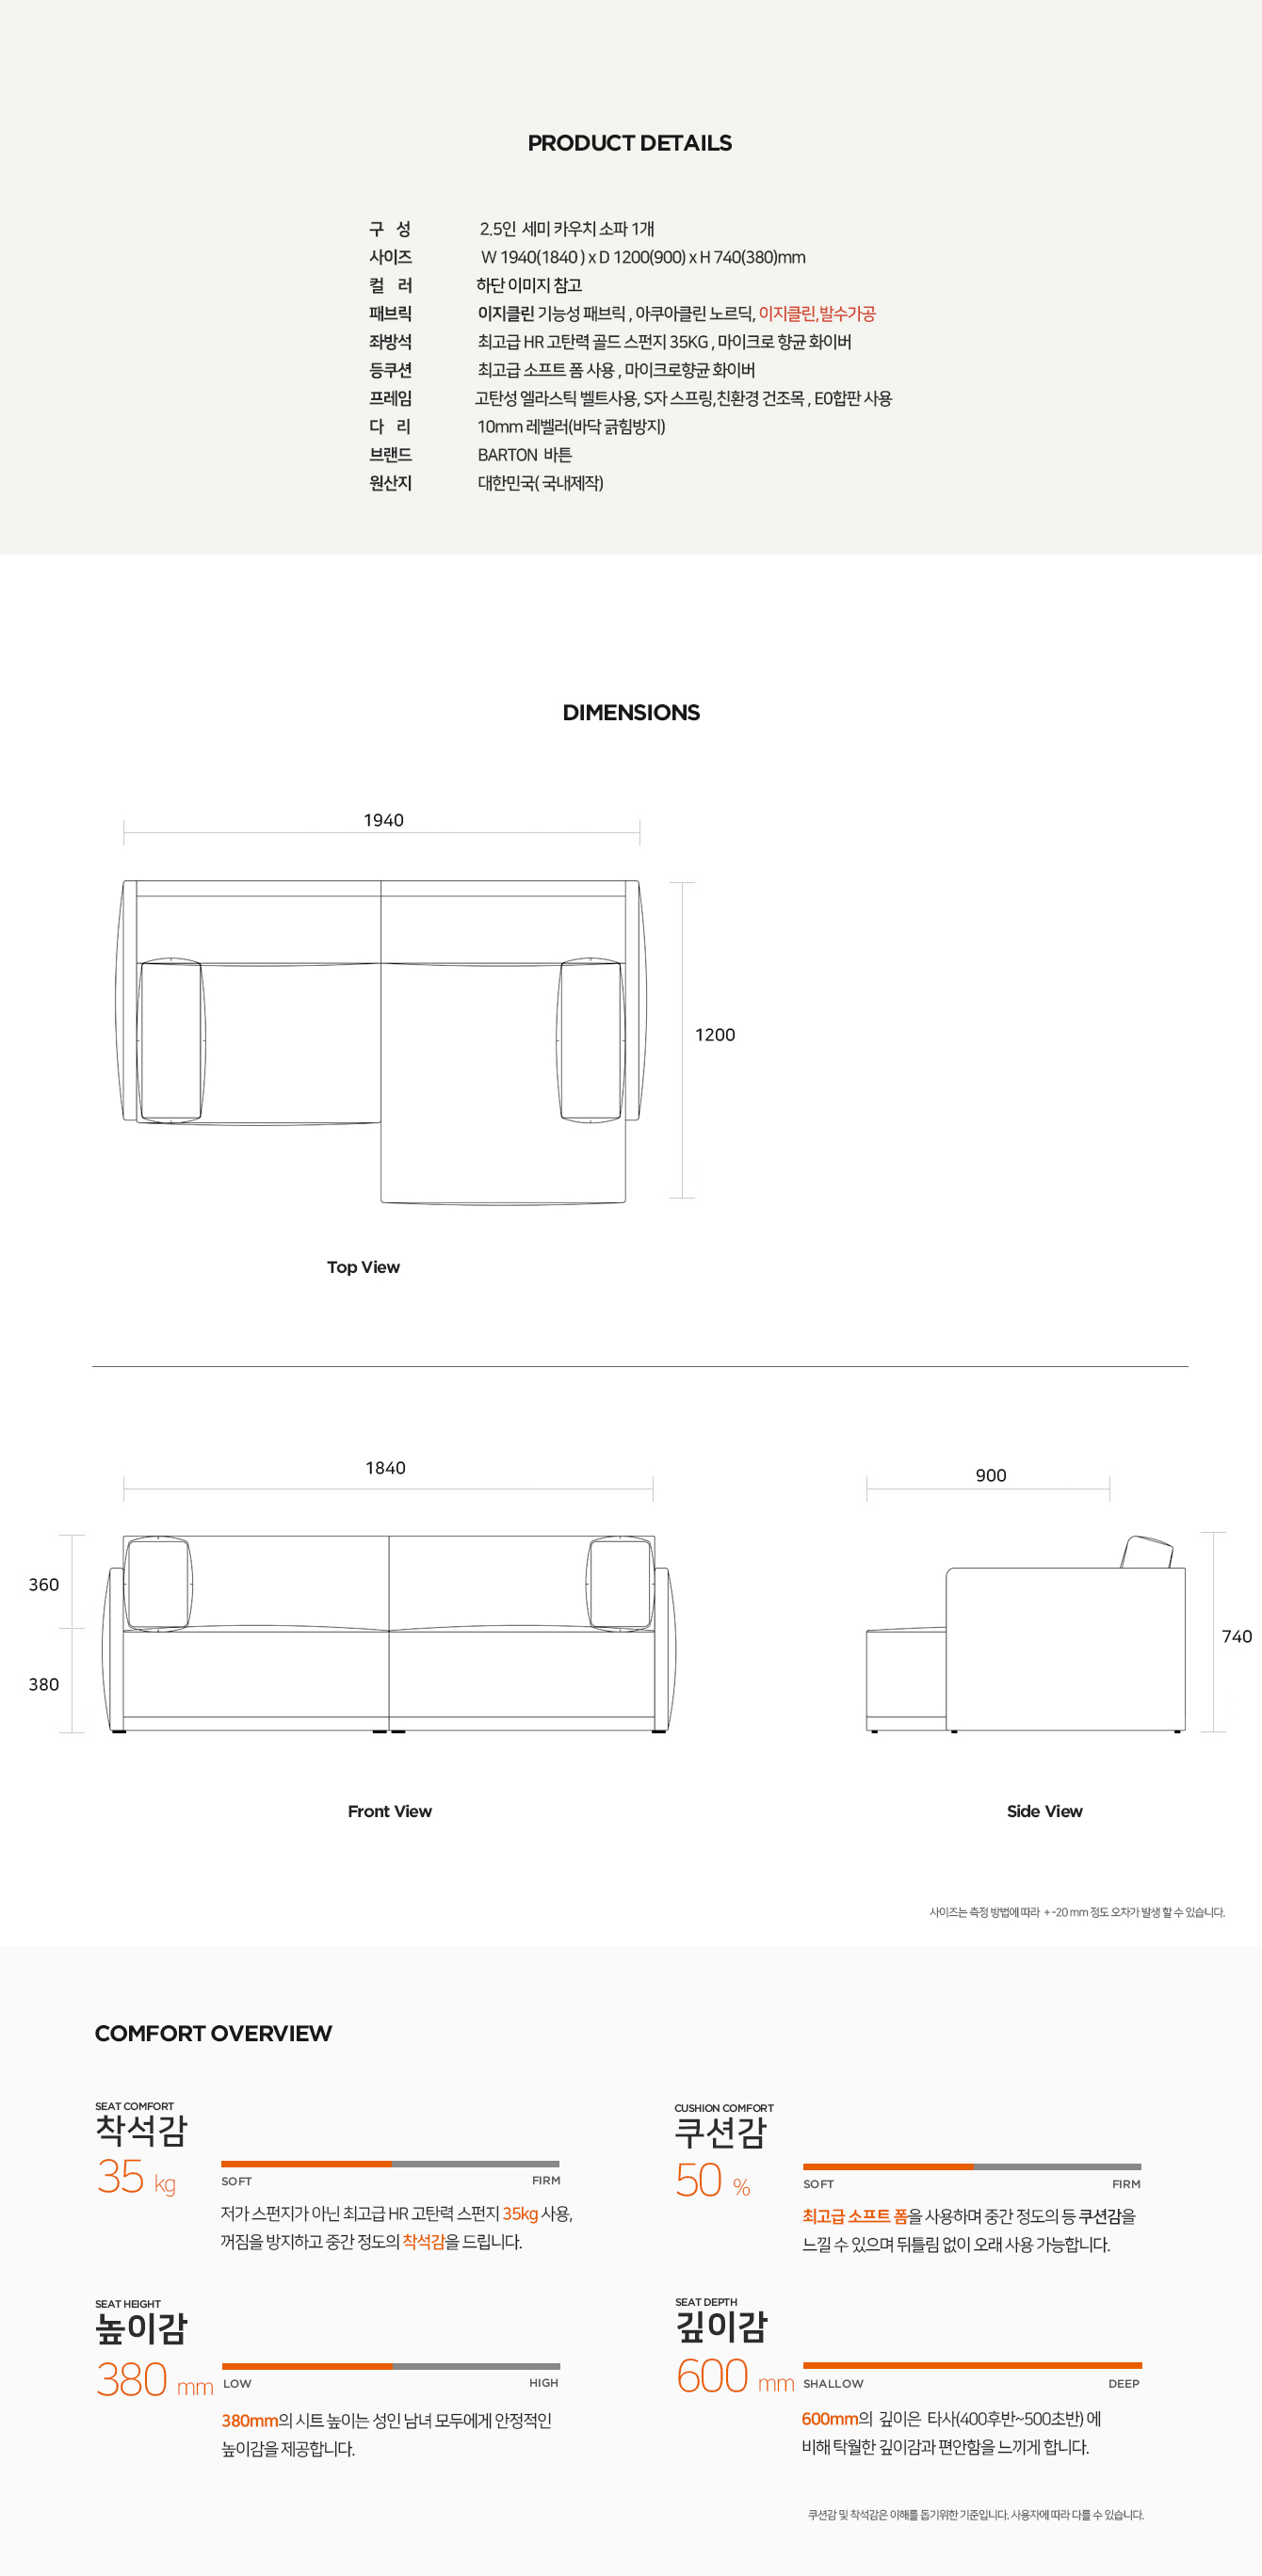 PRODUCT DETAILS
구 성 2.5인 세미 카우치 소파 1개
사이즈 W 1940(1840 ) x D 1200(900) x H 740(380)mm
컬 러 하단 이미지 참고
패브릭 이지클린 기능성 패브릭 , 아쿠아클린 노르딕, 이지클린,발수가공
좌방석 최고급 HR 고탄력 골드 스펀지 35KG , 마이크로 향균 화이버
등쿠션 최고급 소프트 폼 사용 , 마이크로향균 화이버
프레임 고탄성 엘라스틱 벨트사용, S자 스프링,친환경 건조목 , E0합판 사용
다 리 10mm 레벨러(바닥 긁힘방지)
브랜드 BARTON 바튼
원산지 대한민국( 국내제작)
DIMENSIONS
1940
1200
Top View
1840
900
360
380
740
Front View
Side View
사이즈는 측정 방법에 따라 + -20 mm 정도 오차가 발생 할 수 있습니다.
COMFORT OVERVIEW
SEAT COMFORT
착석감
35 kg
SOFT FIRM
저가 스펀지가 아닌 최고급 HR 고탄력 스펀지 35kg 사용,
꺼짐을 방지하고 중간 정도의 착석감을 드립니다.
CUSHION COMFORT
쿠션감
50 %
SOFT FIRM
최고급 소프트 폼을 사용하며 중간 정도의 등 쿠션감을
느낄 수 있으며 뒤틀림 없이 오래 사용 가능합니다.
SEAT HEIGHT
높이감
380 mm
LOW HIGH
380mm의 시트 높이는 성인 남녀 모두에게 안정적인
높이감을 제공합니다.
SEAT DEPTH
깊이감
600 mm
SHALLOW DEEP
600mm의 깊이은 타사(400후반~500초반) 에
비해 탁월한 깊이감과 편안함을 느끼게 합니다.
쿠션감 및 착석감은 이해를 돕기위한 기준입니다. 사용자에 따라 다를 수 있습니다.